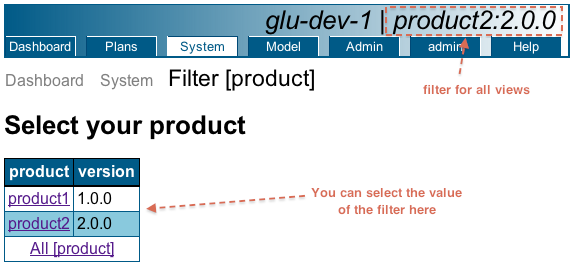 glu-dev-1 | product2:2.0.0
Dashboard Plans System Model Admin admin Help
filter for all views
Dashboard System Filter [product]
Select your product
product version
product1 1.0.0
You can select the value
of the filter here
product2 2.0.0
All [product]